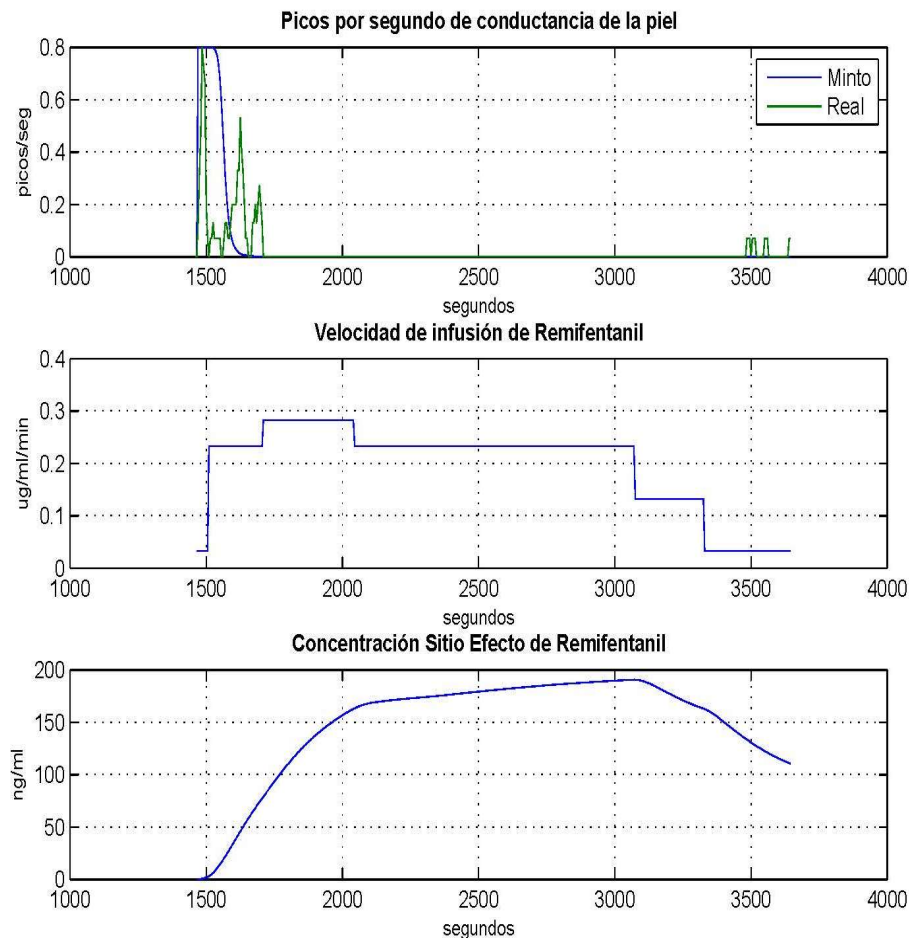 Picos por segundo de conductancia de la piel
0.8
0.6
0.4
0.2
0
picos/seg
Minto
Real
1000 1500 2000 2500 3000 3500 4000
segundos
Velocidad de infusión de Remifentanil
0.4
0.3
0.2
0.1
0
ug/ml/min
1000 1500 2000 2500 3000 3500 4000
segundos
Concentración Sitio Efecto de Remifentanil
200
150
100
50
0
ng/ml
1000 1500 2000 2500 3000 3500 4000
segundos